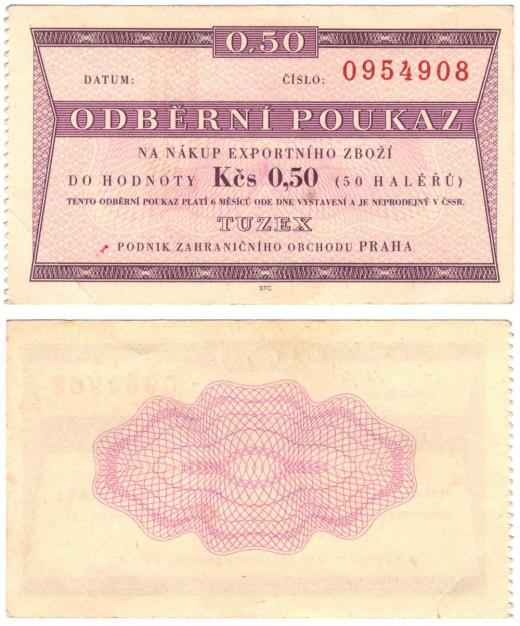 0,50
DATUM: ČÍSLO: 0954908
ODBĚRNÍ POUKAZ
NA NÁKUP EXPORTNÍHO ZBOŽÍ
DO HODNOTY Kčs 0,50 (50 HALÉŘŮ)
TENTO ODBĚRNÍ POUKAZ PLATÍ 6 MĚSÍCŮ ODE DNE VYSTAVENÍ A JE NEPRODEJNÝ V ČSSR.
TUZEX
PODNIK ZAHRANIČNÍHO OBCHODU PRAHA
STC